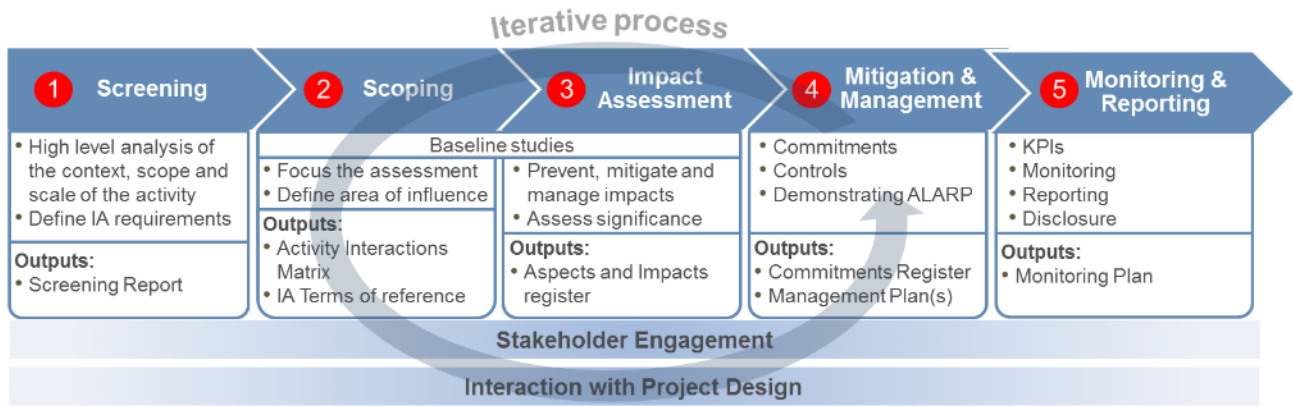 Iterative process
1 Screening
2 Scoping
3 Impact
Assessment
4 Mitigation &
Management
5 Monitoring &
Reporting
• High level analysis of
the context, scope and
scale of the activity
• Define IA requirements
Outputs:
• Screening Report
Baseline studies
• Focus the assessment
• Define area of influence
Outputs:
• Activity Interactions
Matrix
• IA Terms of reference
• Prevent, mitigate and
manage impacts
• Assess significance
Outputs:
• Aspects and Impacts
register
• Commitments
• Controls
• Demonstrating ALARP
Outputs:
• Commitments Register
• Management Plan(s)
• KPIs
• Monitoring
• Reporting
• Disclosure
Outputs:
• Monitoring Plan
Stakeholder Engagement
Interaction with Project Design